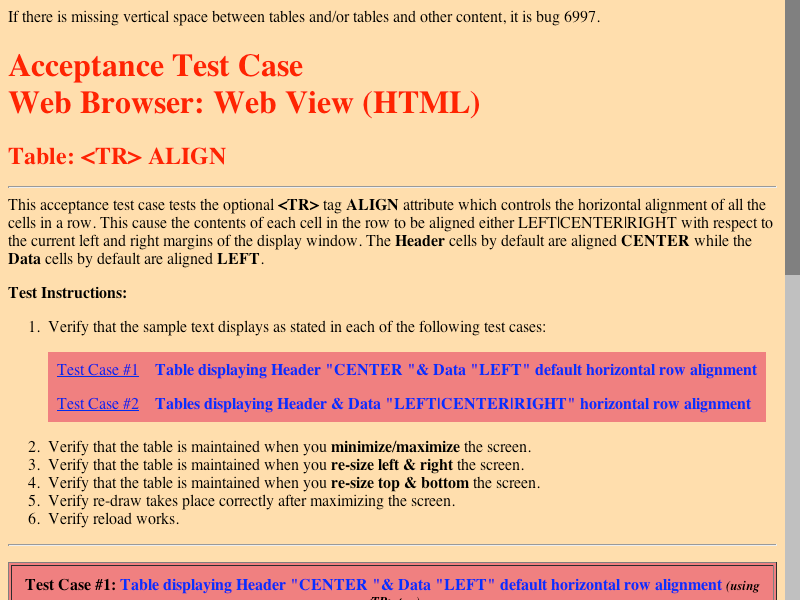 If there is missing vertical space between tables and/or tables and other content, it is bug 6997.
Acceptance Test Case
Web Browser: Web View (HTML)
Table: <TR> ALIGN
This acceptance test case tests the optional <TR> tag ALIGN attribute which controls the horizontal alignment of all the
cells in a row. This cause the contents of each cell in the row to be aligned either LEFT|CENTER|RIGHT with respect to
the current left and right margins of the display window. The Header cells by default are aligned CENTER while the
Data cells by default are aligned LEFT.
Test Instructions:
1. Verify that the sample text displays as stated in each of the following test cases:
Test Case #1 Table displaying Header "CENTER "& Data "LEFT" default horizontal row alignment
Test Case #2 Tables displaying Header & Data "LEFT|CENTER|RIGHT" horizontal row alignment
2. Verify that the table is maintained when you minimize/maximize the screen.
3. Verify that the table is maintained when you re-size left & right the screen.
4. Verify that the table is maintained when you re-size top & bottom the screen.
5. Verify re-draw takes place correctly after maximizing the screen.
6. Verify reload works.
Test Case #1: Table displaying Header "CENTER "& Data "LEFT" default horizontal row alignment (using